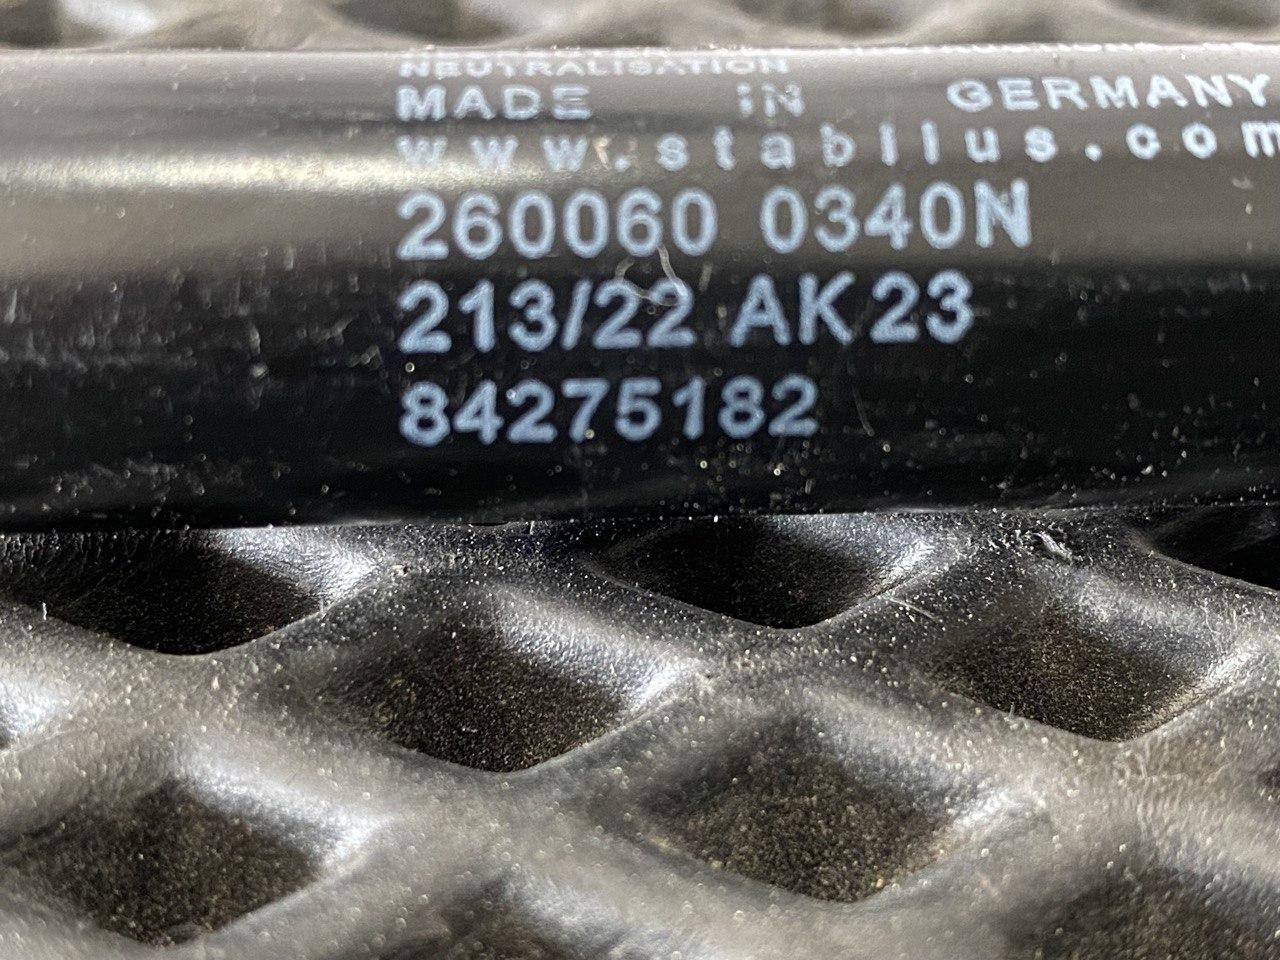 NEUTRALISATION
MADE IN GERMANY
www.stabilus.com
260060 0340N
213/22 AK23
84275182